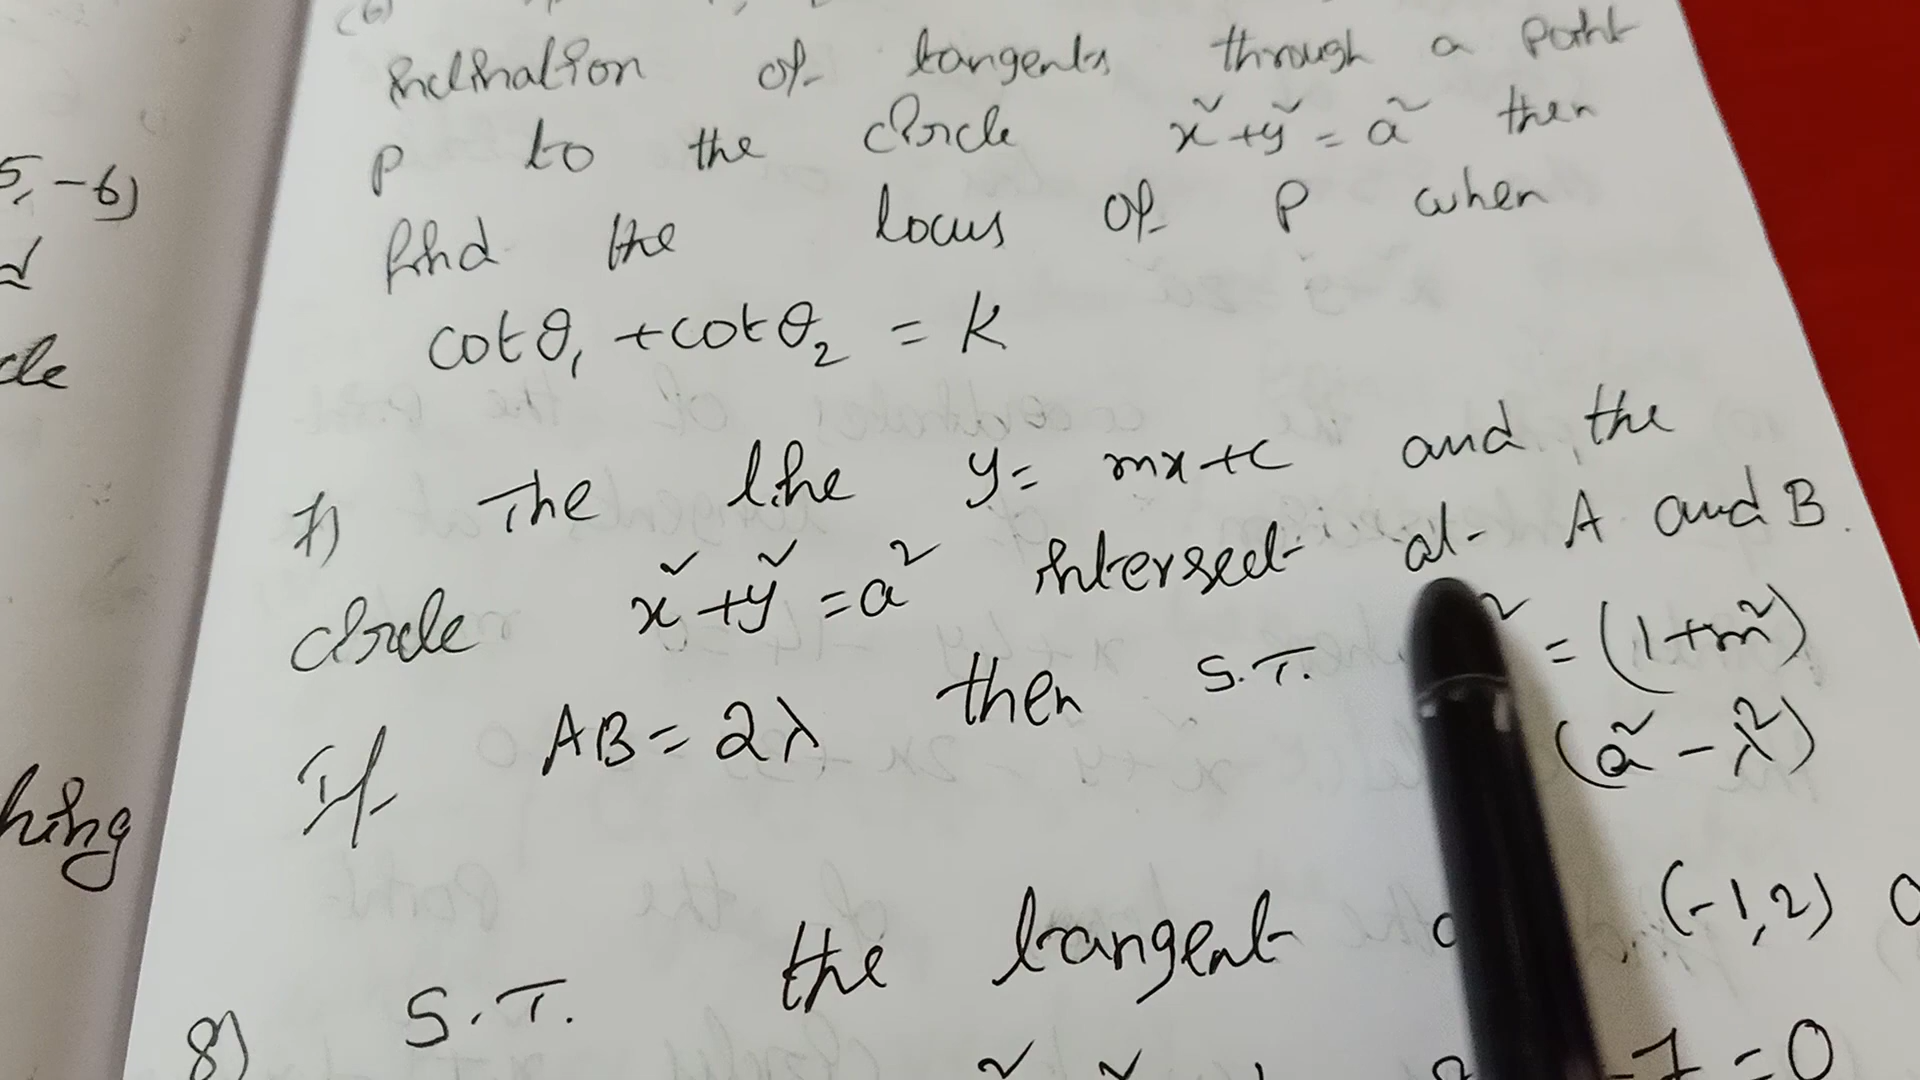 (6)
inclination of tangents through a point
P to the circle x²+y² = a² then
find the locus of P when
cotθ₁ + cotθ₂ = k
7) The line y = mx+c and the
circle x²+y² = a² intersect at A and B.
If AB = 2λ then S.T. ² = (1+m²)
(a² - λ²)
8) S.T. the tangent (-1,2)
-7 = 0
5, -6)